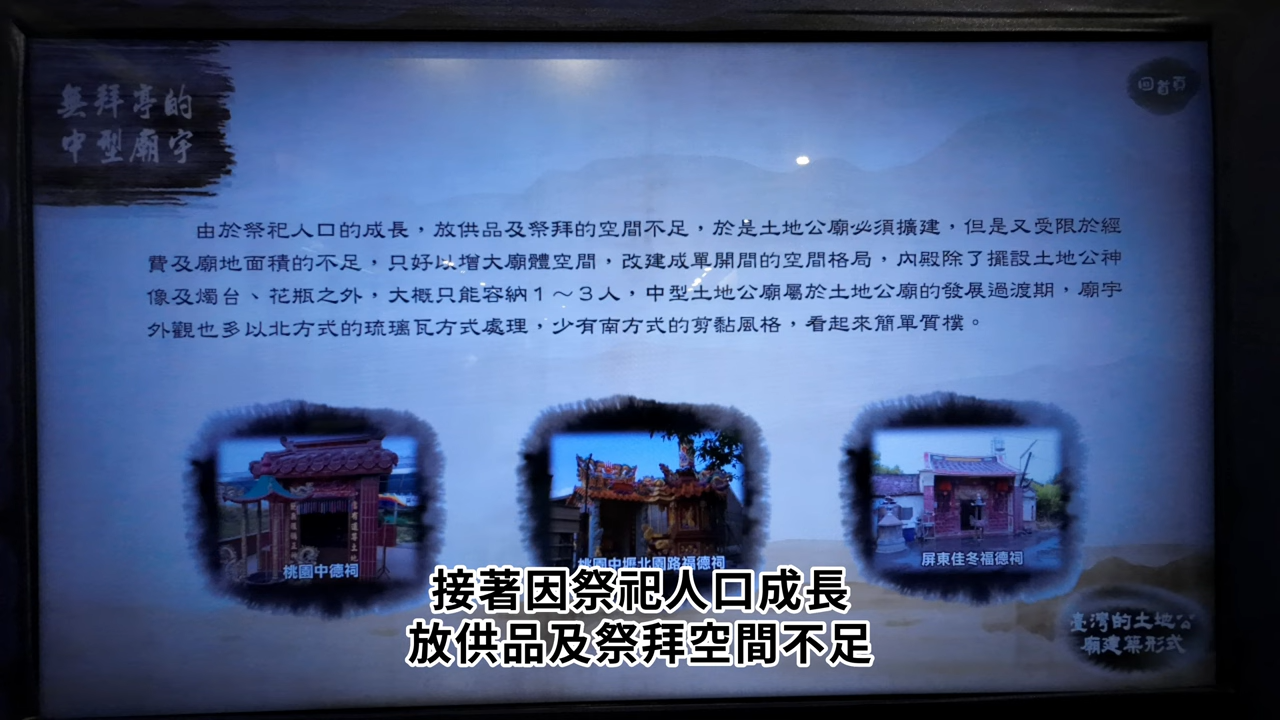 無拜亭的
中型廟宇
回首頁
由於祭祀人口的成長，放供品及祭拜的空間不足，於是土地公廟必須擴建，但是又受限於經
費及廟地面積的不足，只好以增大廟體空間，改建成單開間的空間格局，內殿除了擺設土地公神
像及燭台、花瓶之外，大概只能容納1～3人，中型土地公廟屬於土地公廟的發展過渡期，廟宇
外觀也多以北方式的琉璃瓦方式處理，少有南方式的剪黏風格，看起來簡單質樸。
桃園中德祠
桃園中壢北園路福德祠
屏東佳冬福德祠
接著因祭祀人口成長
放供品及祭拜空間不足
臺灣的土地公
廟建築形式